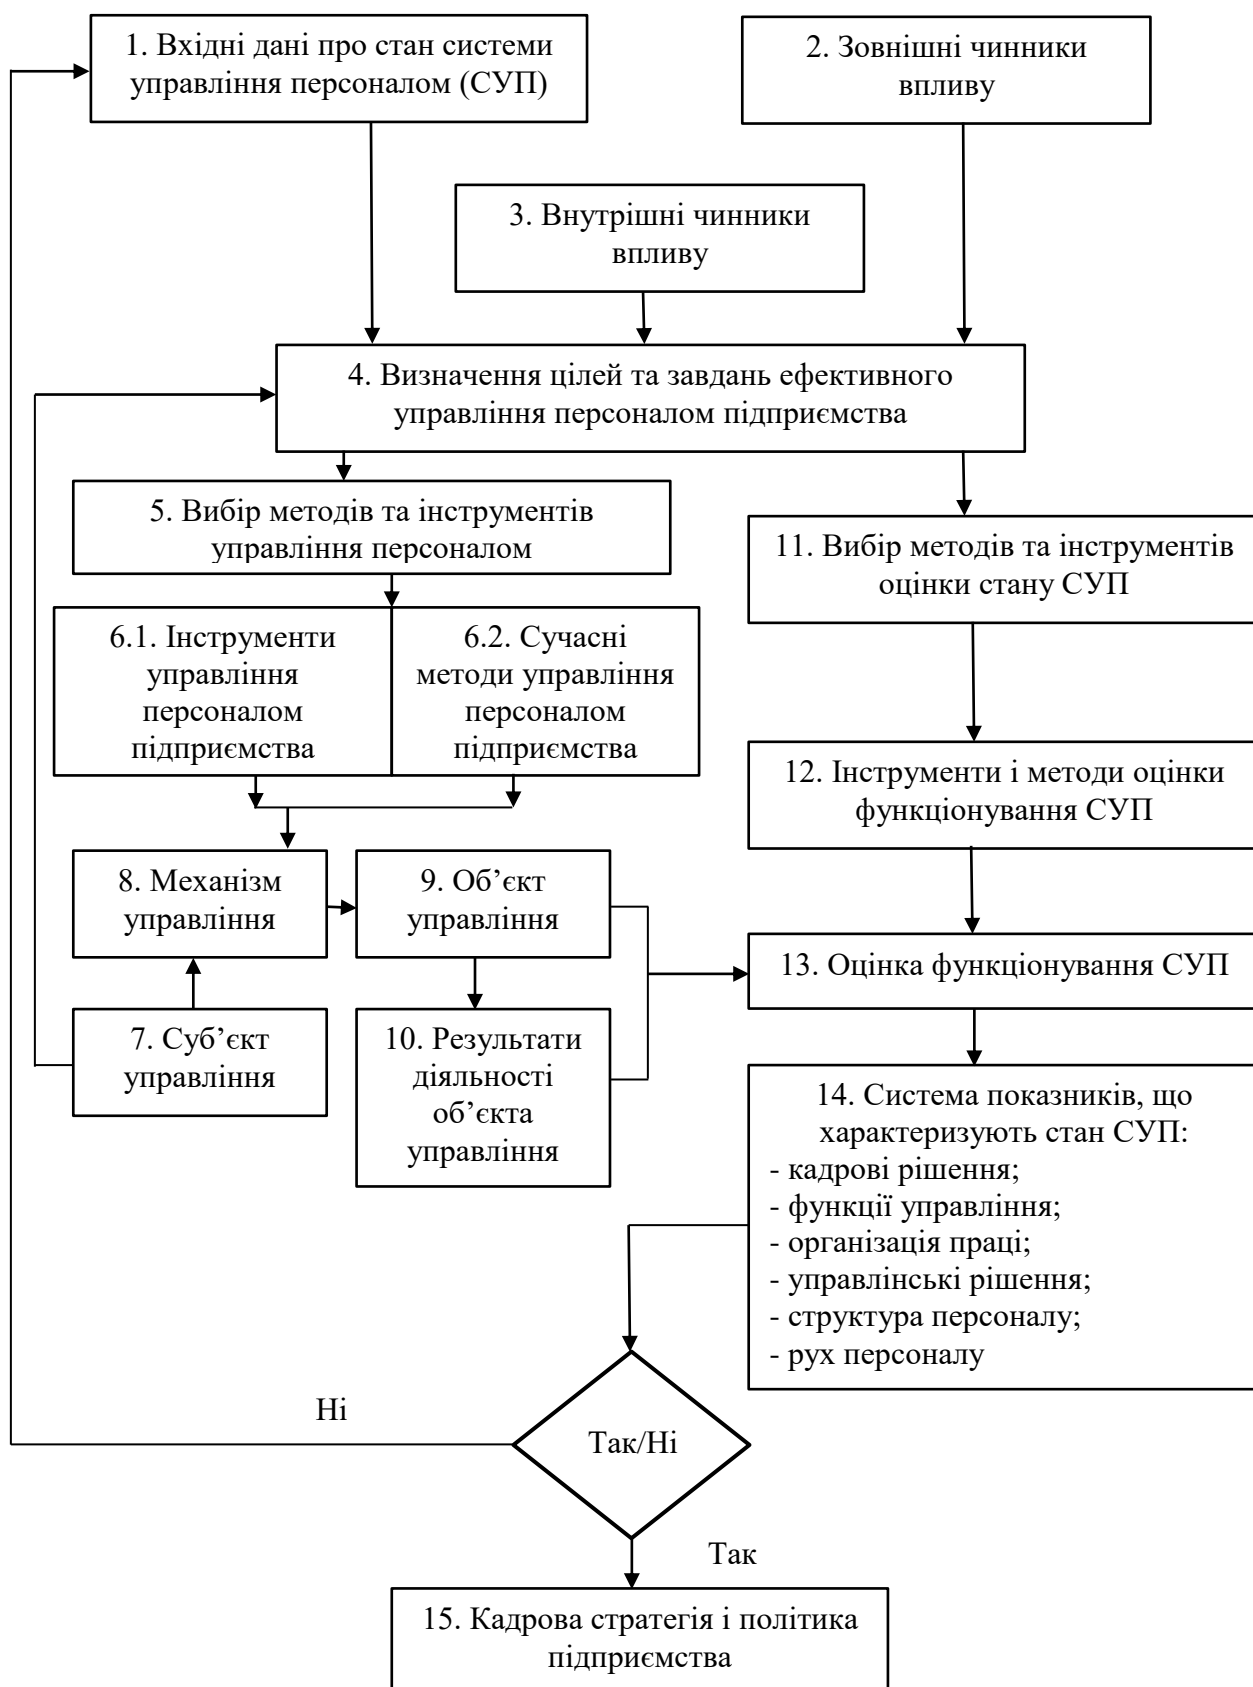 1. Вхідні дані про стан системи
управління персоналом (СУП)
2. Зовнішні чинники
впливу
3. Внутрішні чинники
впливу
4. Визначення цілей та завдань ефективного
управління персоналом підприємства
5. Вибір методів та інструментів
управління персоналом
11. Вибір методів та інструментів
оцінки стану СУП
6.1. Інструменти
управління
персоналом
підприємства
6.2. Сучасні
методи управління
персоналом
підприємства
12. Інструменти і методи оцінки
функціонування СУП
8. Механізм
управління
9. Об’єкт
управління
13. Оцінка функціонування СУП
7. Суб’єкт
управління
10. Результати
діяльності
об’єкта
управління
14. Система показників, що
характеризують стан СУП:
- кадрові рішення;
- функції управління;
- організація праці;
- управлінські рішення;
- структура персоналу;
- рух персоналу
Ні
Так/Ні
Так
15. Кадрова стратегія і політика
підприємства